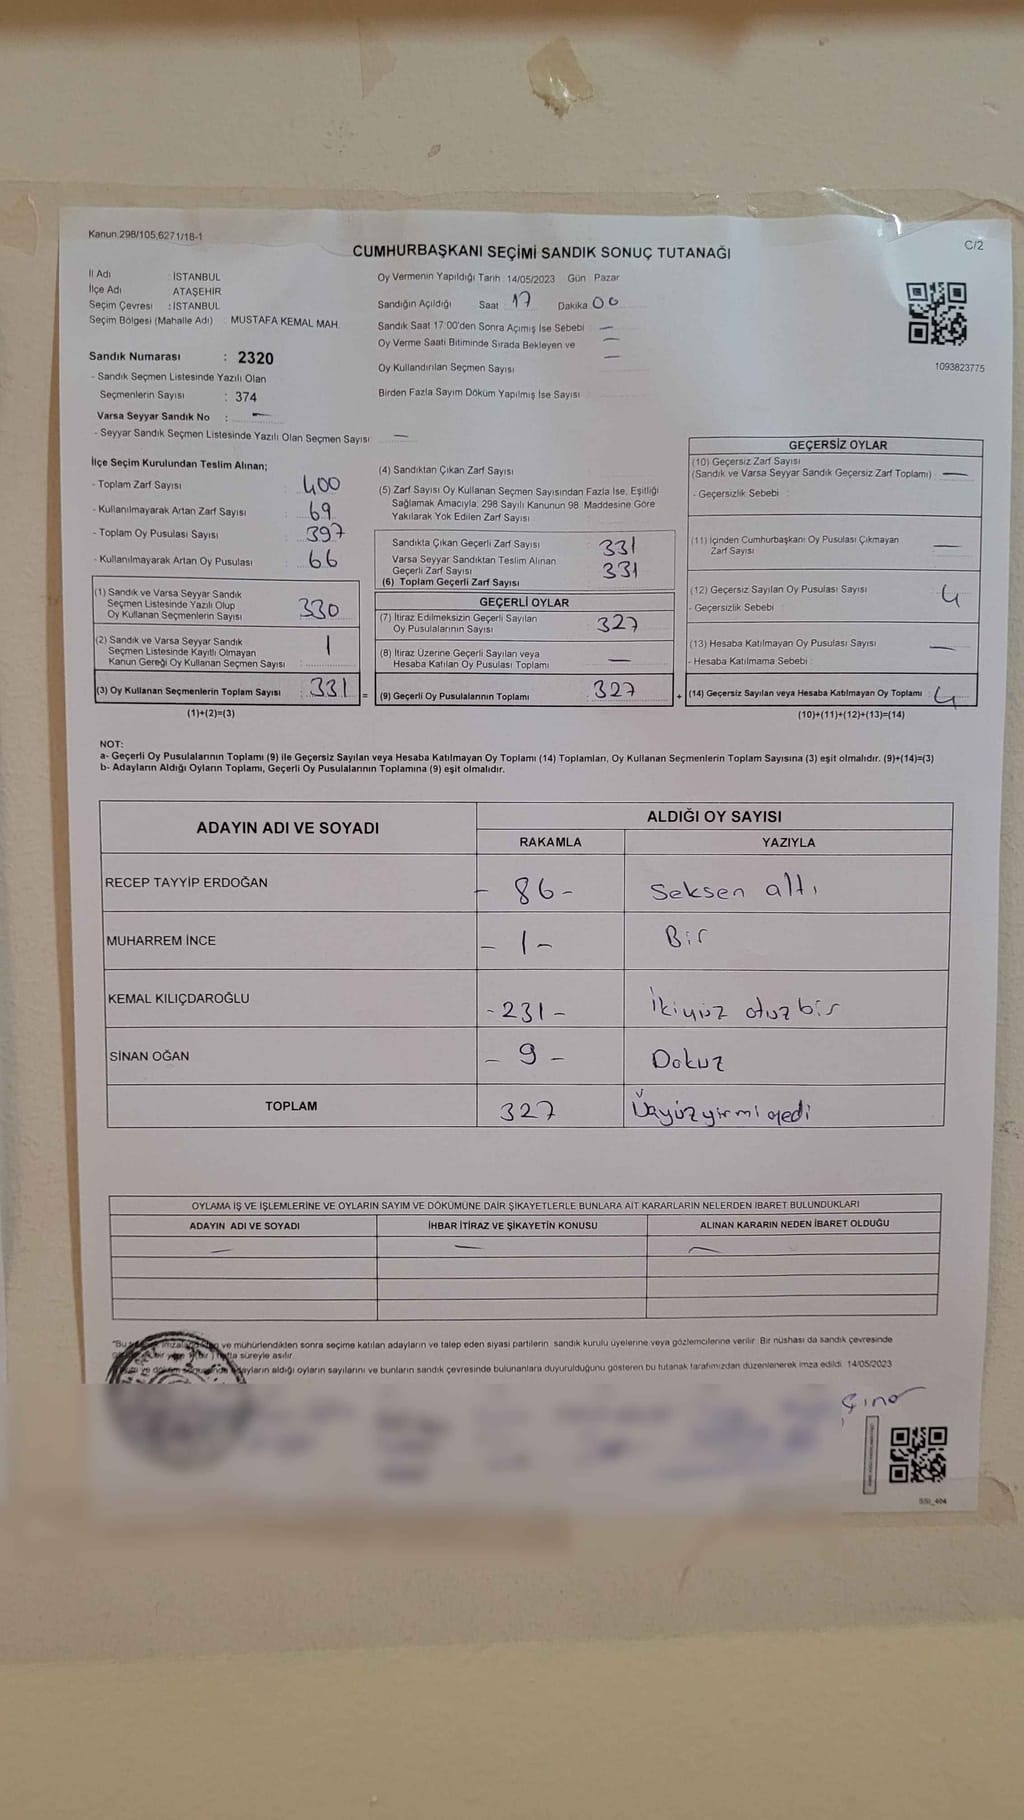 Kanun 298/105,6271/18-1
C/2
CUMHURBAŞKANI SEÇİMİ SANDIK SONUÇ TUTANAĞI
İl Adı : İSTANBUL
İlçe Adı : ATAŞEHİR
Seçim Çevresi : İSTANBUL
Seçim Bölgesi (Mahalle Adı) : MUSTAFA KEMAL MAH.
Oy Vermenin Yapıldığı Tarih : 14/05/2023 Gün : Pazar
Sandığın Açıldığı Saat : 17 Dakika : 00
Sandık Saat 17:00'den Sonra Açımış İse Sebebi —
Oy Verme Saati Bitiminde Sırada Bekleyen ve —
Oy Kullandırılan Seçmen Sayısı —
Birden Fazla Sayım Döküm Yapılmış İse Sayısı
1093823775
Sandık Numarası : 2320
- Sandık Seçmen Listesinde Yazılı Olan
Seçmenlerin Sayısı : 374
Varsa Seyyar Sandık No : —
- Seyyar Sandık Seçmen Listesinde Yazılı Olan Seçmen Sayısı: —
İlçe Seçim Kurulundan Teslim Alınan;
- Toplam Zarf Sayısı : 400
- Kullanılmayarak Artan Zarf Sayısı : 69
- Toplam Oy Pusulası Sayısı : 397
- Kullanılmayarak Artan Oy Pusulası : 66
(1) Sandık ve Varsa Seyyar Sandık
Seçmen Listesinde Yazılı Olup
Oy Kullanan Seçmenlerin Sayısı : 330
(2) Sandık ve Varsa Seyyar Sandık
Seçmen Listesinde Kayıtlı Olmayan
Kanun Gereği Oy Kullanan Seçmen Sayısı : 1
(3) Oy Kullanan Seçmenlerin Toplam Sayısı : 331 =
(1)+(2)=(3)
(4) Sandıktan Çıkan Zarf Sayısı
(5) Zarf Sayısı Oy Kullanan Seçmen Sayısından Fazla İse, Eşitliği
Sağlamak Amacıyla, 298 Sayılı Kanunun 98. Maddesine Göre
Yakılarak Yok Edilen Zarf Sayısı
Sandıkta Çıkan Geçerli Zarf Sayısı 331
Varsa Seyyar Sandıktan Teslim Alınan
Geçerli Zarf Sayısı 331
(6) Toplam Geçerli Zarf Sayısı
GEÇERLİ OYLAR
(7) İtiraz Edilmeksizin Geçerli Sayılan
Oy Pusulalarının Sayısı 327
(8) İtiraz Üzerine Geçerli Sayılan veya
Hesaba Katılan Oy Pusulası Toplamı —
(9) Geçerli Oy Pusulalarının Toplamı 327 +
GEÇERSİZ OYLAR
(10) Geçersiz Zarf Sayısı
(Sandık ve Varsa Seyyar Sandık Geçersiz Zarf Toplamı) —
- Geçersizlik Sebebi :
(11) İçinden Cumhurbaşkanı Oy Pusulası Çıkmayan
Zarf Sayısı —
(12) Geçersiz Sayılan Oy Pusulası Sayısı 4
- Geçersizlik Sebebi
(13) Hesaba Katılmayan Oy Pusulası Sayısı —
- Hesaba Katılmama Sebebi :
(14) Geçersiz Sayılan veya Hesaba Katılmayan Oy Toplamı : 4
(10)+(11)+(12)+(13)=(14)
NOT:
a- Geçerli Oy Pusulalarının Toplamı (9) ile Geçersiz Sayılan veya Hesaba Katılmayan Oy Toplamı (14) Toplamları, Oy Kullanan Seçmenlerin Toplam Sayısına (3) eşit olmalıdır. (9)+(14)=(3)
b- Adayların Aldığı Oyların Toplamı, Geçerli Oy Pusulalarının Toplamına (9) eşit olmalıdır.
ADAYIN ADI VE SOYADI
ALDIĞI OY SAYISI
RAKAMLA YAZIYLA
RECEP TAYYİP ERDOĞAN - 86 - Seksen altı
MUHARREM İNCE - 1 - Bir
KEMAL KILIÇDAROĞLU - 231 - İkiyüz otuz bir
SİNAN OĞAN - 9 - Dokuz
TOPLAM 327 Üçyüz yirmi yedi
OYLAMA İŞ VE İŞLEMLERİNE VE OYLARIN SAYIM VE DÖKÜMÜNE DAİR ŞİKAYETLERLE BUNLARA AİT KARARLARIN NELERDEN İBARET BULUNDUKLARI
ADAYIN ADI VE SOYADI İHBAR İTİRAZ VE ŞİKAYETİN KONUSU ALINAN KARARIN NEDEN İBARET OLDUĞU
— — —
ve mühürlendikten sonra seçime katılan adayların ve talep eden siyasi partilerin sandık kurulu üyelerine veya gözlemcilerine verilir. Bir nüshası da sandık çevresinde
hafta süreyle asılır.
adayların aldığı oyların sayılarını ve bunların sandık çevresinde bulunanlara duyurulduğunu gösteren bu tutanak tarafımızdan düzenlenerek imza edildi. 14/05/2023
Çınar
SSI_404